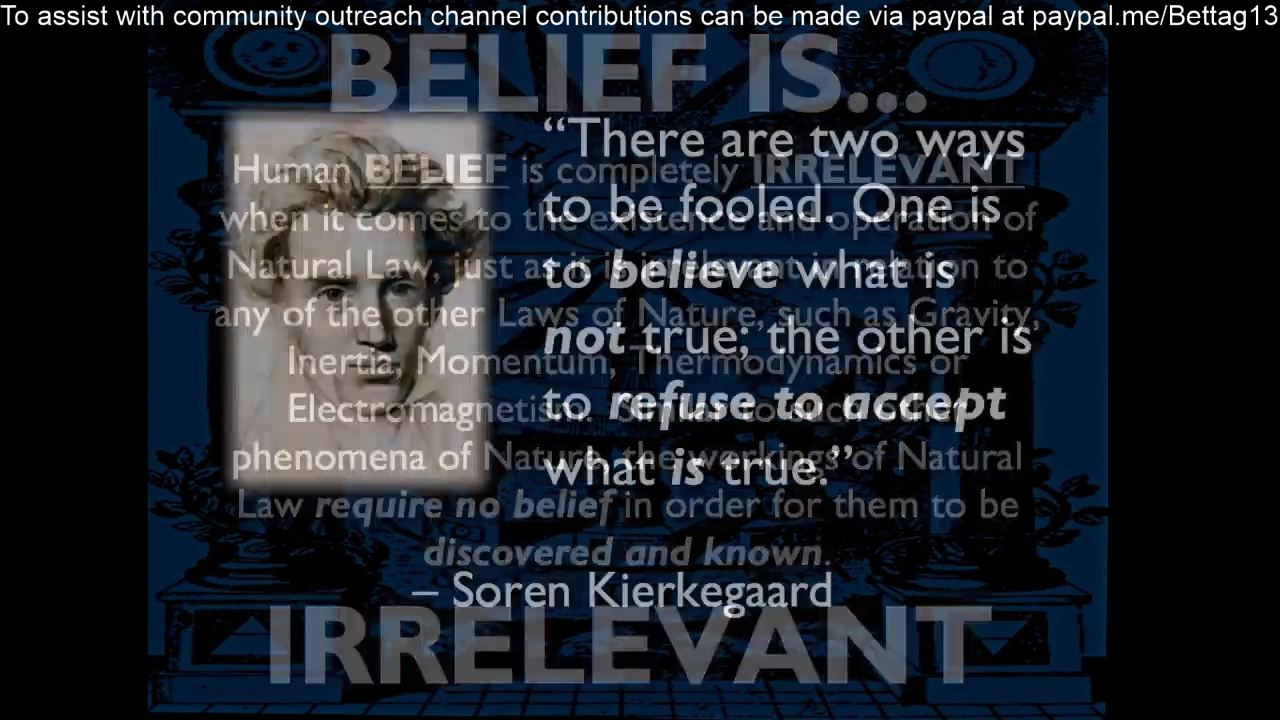 To assist with community outreach channel contributions can be made via paypal at paypal.me/Bettag13
BELIEF IS...
"There are two ways
to be fooled. One is
to believe what is
not true; the other is
to refuse to accept
what is true."
– Soren Kierkegaard
Human BELIEF is completely IRRELEVANT
when it comes to the existence and operation of
Natural Law, just as it is irrelevant in relation to
any of the other Laws of Nature, such as Gravity,
Inertia, Momentum, Thermodynamics or
Electromagnetism.
phenomena of Nature, the workings of Natural
Law require no belief in order for them to be
discovered and known.
IRRELEVANT